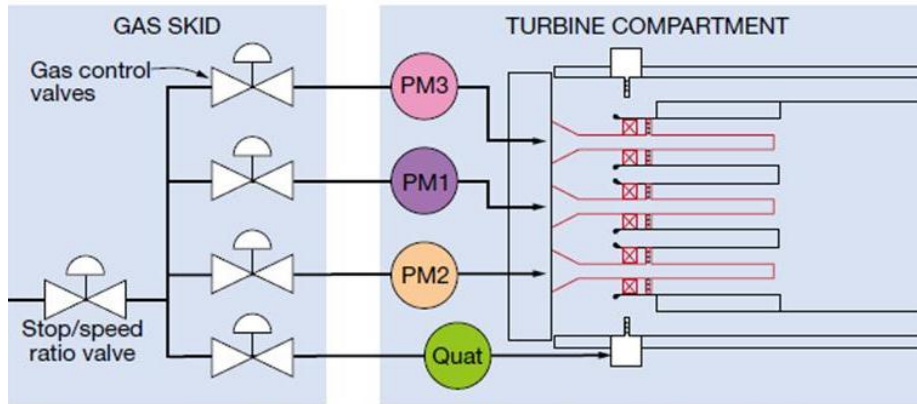 GAS SKID
TURBINE COMPARTMENT
Gas control
valves
PM3
PM1
PM2
Stop/speed
ratio valve
Quat